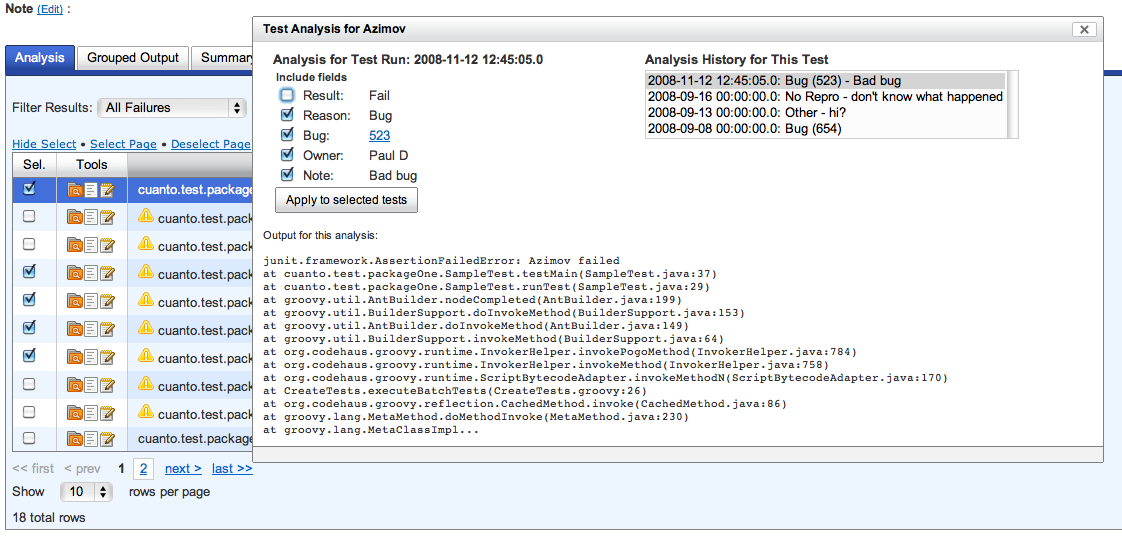 Note (Edit) :
Analysis Grouped Output Summary
Filter Results: All Failures
Hide Select • Select Page • Deselect Page
Sel. Tools
cuanto.test.package
cuanto.test.pack
cuanto.test.pack
cuanto.test.pack
cuanto.test.pack
cuanto.test.pack
cuanto.test.pack
cuanto.test.pack
cuanto.test.pack
cuanto.test.package
<< first < prev 1 2 next > last >>
Show 10 rows per page
18 total rows
Test Analysis for Azimov
Analysis for Test Run: 2008-11-12 12:45:05.0
Include fields
Result: Fail
Reason: Bug
Bug: 523
Owner: Paul D
Note: Bad bug
Apply to selected tests
Analysis History for This Test
2008-11-12 12:45:05.0: Bug (523) - Bad bug
2008-09-16 00:00:00.0: No Repro - don't know what happened
2008-09-13 00:00:00.0: Other - hi?
2008-09-08 00:00:00.0: Bug (654)
Output for this analysis:
junit.framework.AssertionFailedError: Azimov failed
at cuanto.test.packageOne.SampleTest.testMain(SampleTest.java:37)
at cuanto.test.packageOne.SampleTest.runTest(SampleTest.java:29)
at groovy.util.AntBuilder.nodeCompleted(AntBuilder.java:199)
at groovy.util.BuilderSupport.doInvokeMethod(BuilderSupport.java:153)
at groovy.util.AntBuilder.doInvokeMethod(AntBuilder.java:149)
at groovy.util.BuilderSupport.invokeMethod(BuilderSupport.java:64)
at org.codehaus.groovy.runtime.InvokerHelper.invokePogoMethod(InvokerHelper.java:784)
at org.codehaus.groovy.runtime.InvokerHelper.invokeMethod(InvokerHelper.java:758)
at org.codehaus.groovy.runtime.ScriptBytecodeAdapter.invokeMethodN(ScriptBytecodeAdapter.java:170)
at CreateTests.executeBatchTests(CreateTests.groovy:26)
at org.codehaus.groovy.reflection.CachedMethod.invoke(CachedMethod.java:86)
at groovy.lang.MetaMethod.doMethodInvoke(MetaMethod.java:230)
at groovy.lang.MetaClassImpl...